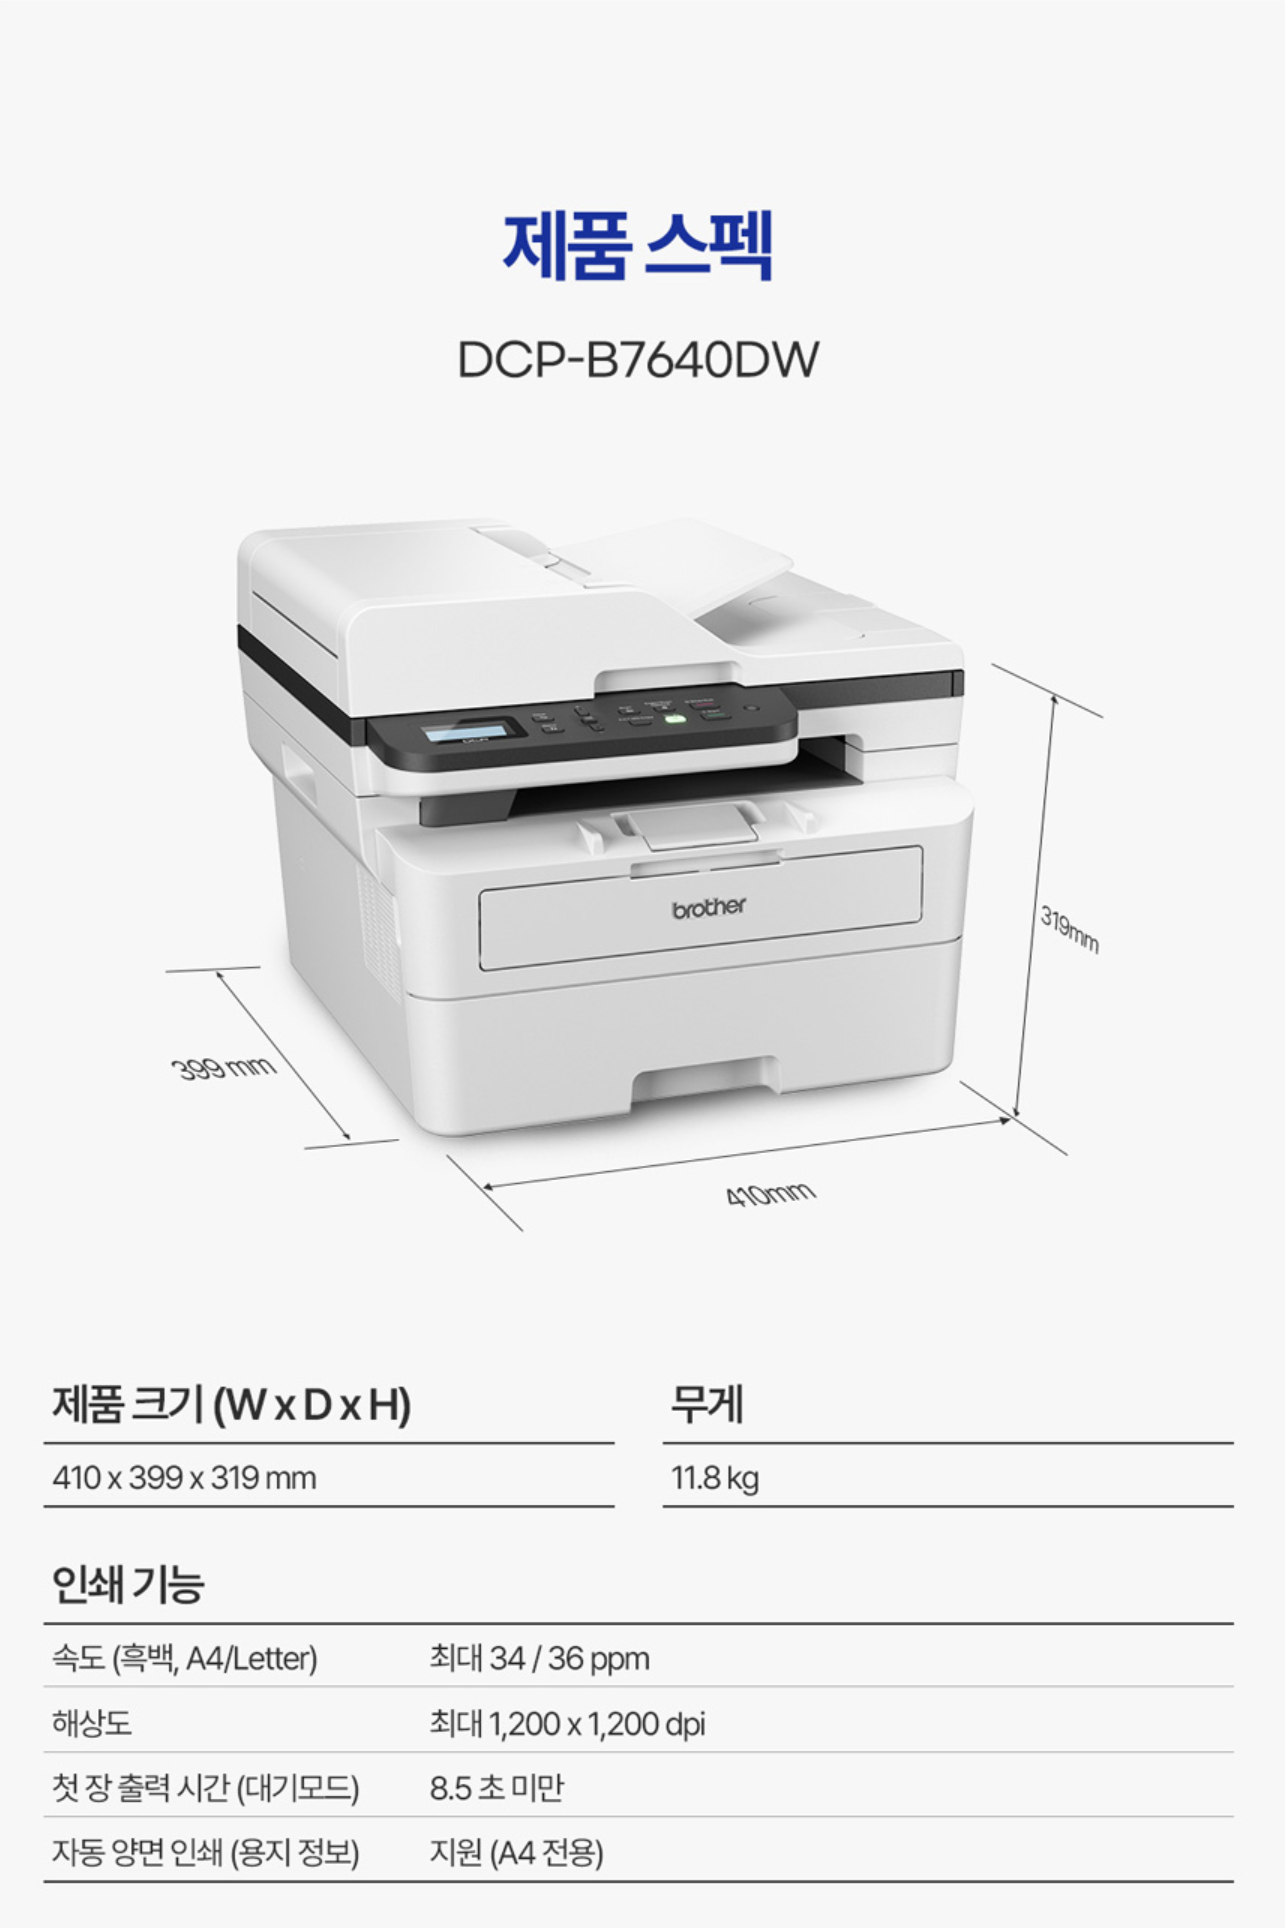 제품 스펙
DCP-B7640DW
brother
319mm
399mm
410mm
제품 크기 (W x D x H)
410 x 399 x 319 mm
무게
11.8 kg
인쇄 기능
속도 (흑백, A4/Letter) 최대 34 / 36 ppm
해상도 최대 1,200 x 1,200 dpi
첫 장 출력 시간 (대기모드) 8.5 초 미만
자동 양면 인쇄 (용지 정보) 지원 (A4 전용)